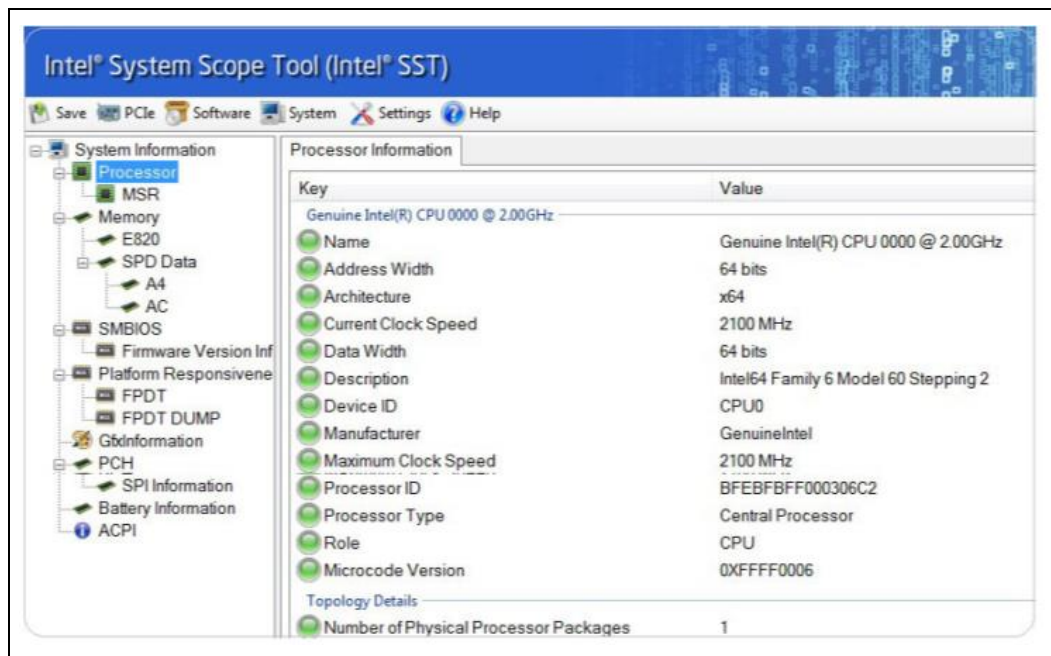 Intel® System Scope Tool (Intel® SST)
Save PCIe Software System Settings Help
System Information
Processor
MSR
Memory
E820
SPD Data
A4
AC
SMBIOS
Firmware Version Inf
Platform Responsivene
FPDT
FPDT DUMP
GfxInformation
PCH
SPI Information
Battery Information
ACPI
Processor Information
Key Value
Genuine Intel(R) CPU 0000 @ 2.00GHz
Name Genuine Intel(R) CPU 0000 @ 2.00GHz
Address Width 64 bits
Architecture x64
Current Clock Speed 2100 MHz
Data Width 64 bits
Description Intel64 Family 6 Model 60 Stepping 2
Device ID CPU0
Manufacturer GenuineIntel
Maximum Clock Speed 2100 MHz
Processor ID BFEBFBFF000306C2
Processor Type Central Processor
Role CPU
Microcode Version 0XFFFF0006
Topology Details
Number of Physical Processor Packages 1